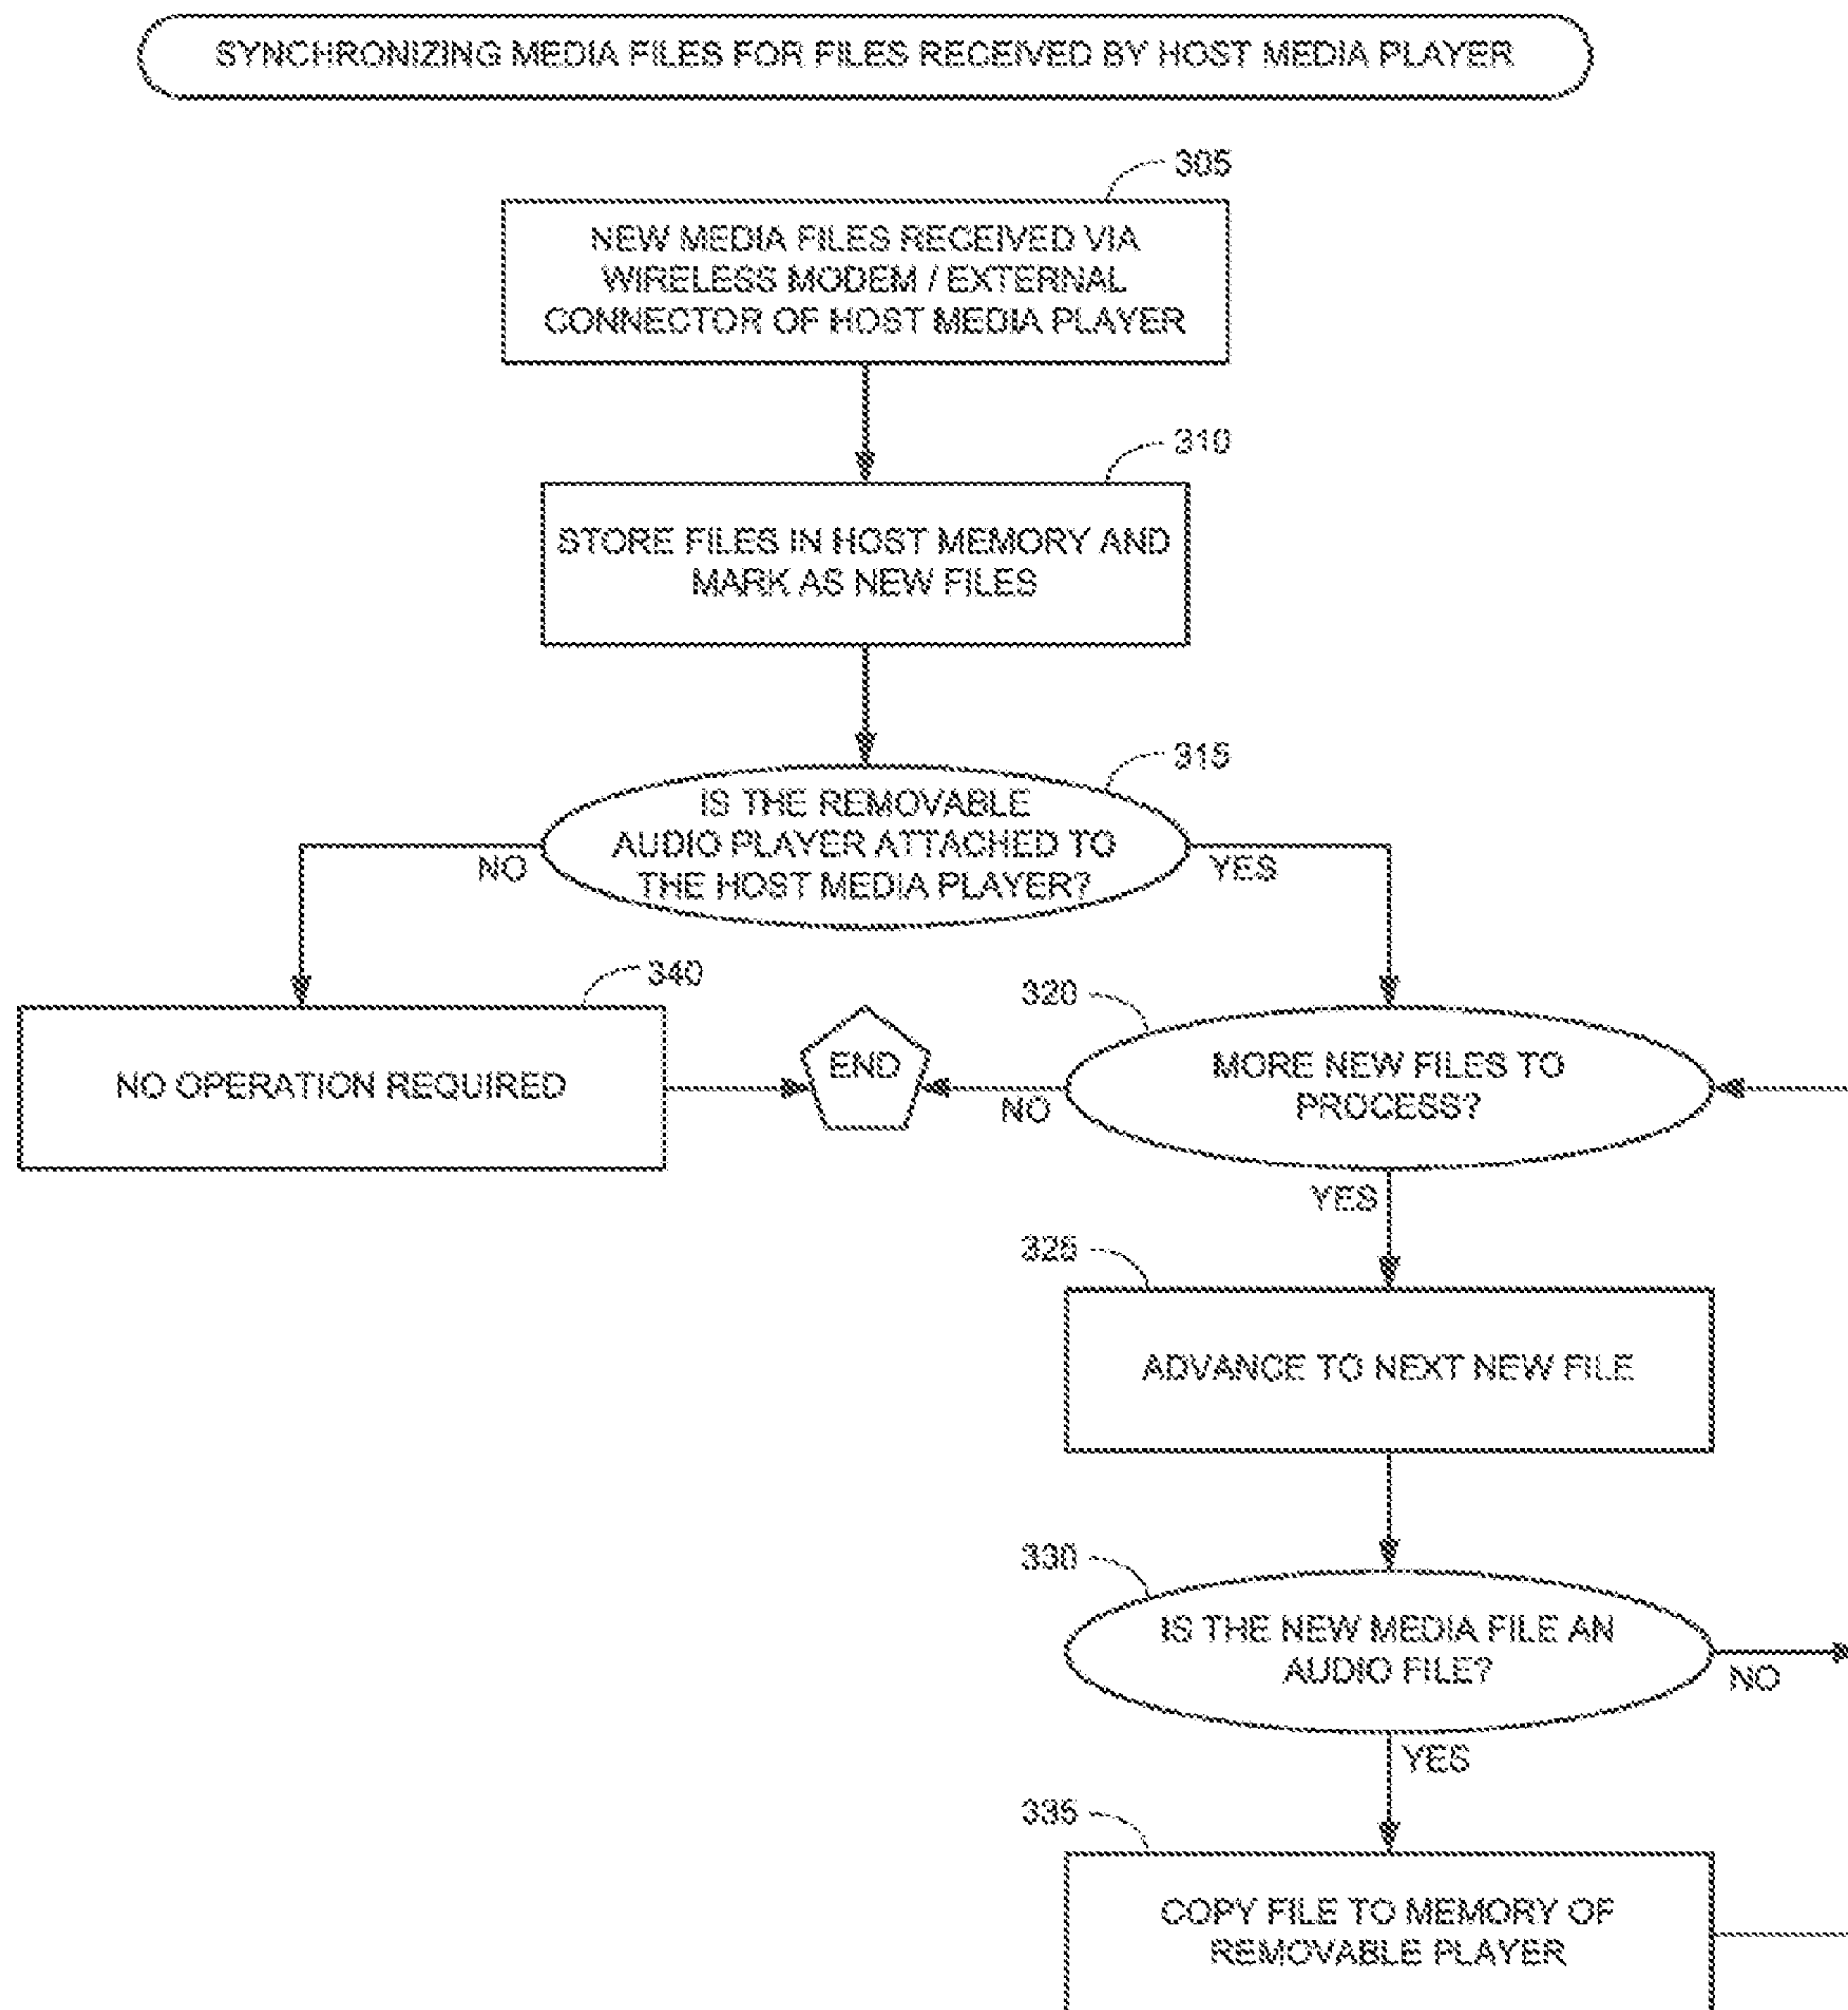 SYNCHRONIZING MEDIA FILES FOR FILES RECEIVED BY HOST MEDIA PLAYER
305
NEW MEDIA FILES RECEIVED VIA
WIRELESS MODEM / EXTERNAL
CONNECTOR OF HOST MEDIA PLAYER
310
STORE FILES IN HOST MEMORY AND
MARK AS NEW FILES
315
IS THE REMOVABLE
AUDIO PLAYER ATTACHED TO
THE HOST MEDIA PLAYER?
NO
YES
340
NO OPERATION REQUIRED
END
320
MORE NEW FILES TO
PROCESS?
NO
YES
325
ADVANCE TO NEXT NEW FILE
330
IS THE NEW MEDIA FILE AN
AUDIO FILE?
NO
YES
335
COPY FILE TO MEMORY OF
REMOVABLE PLAYER